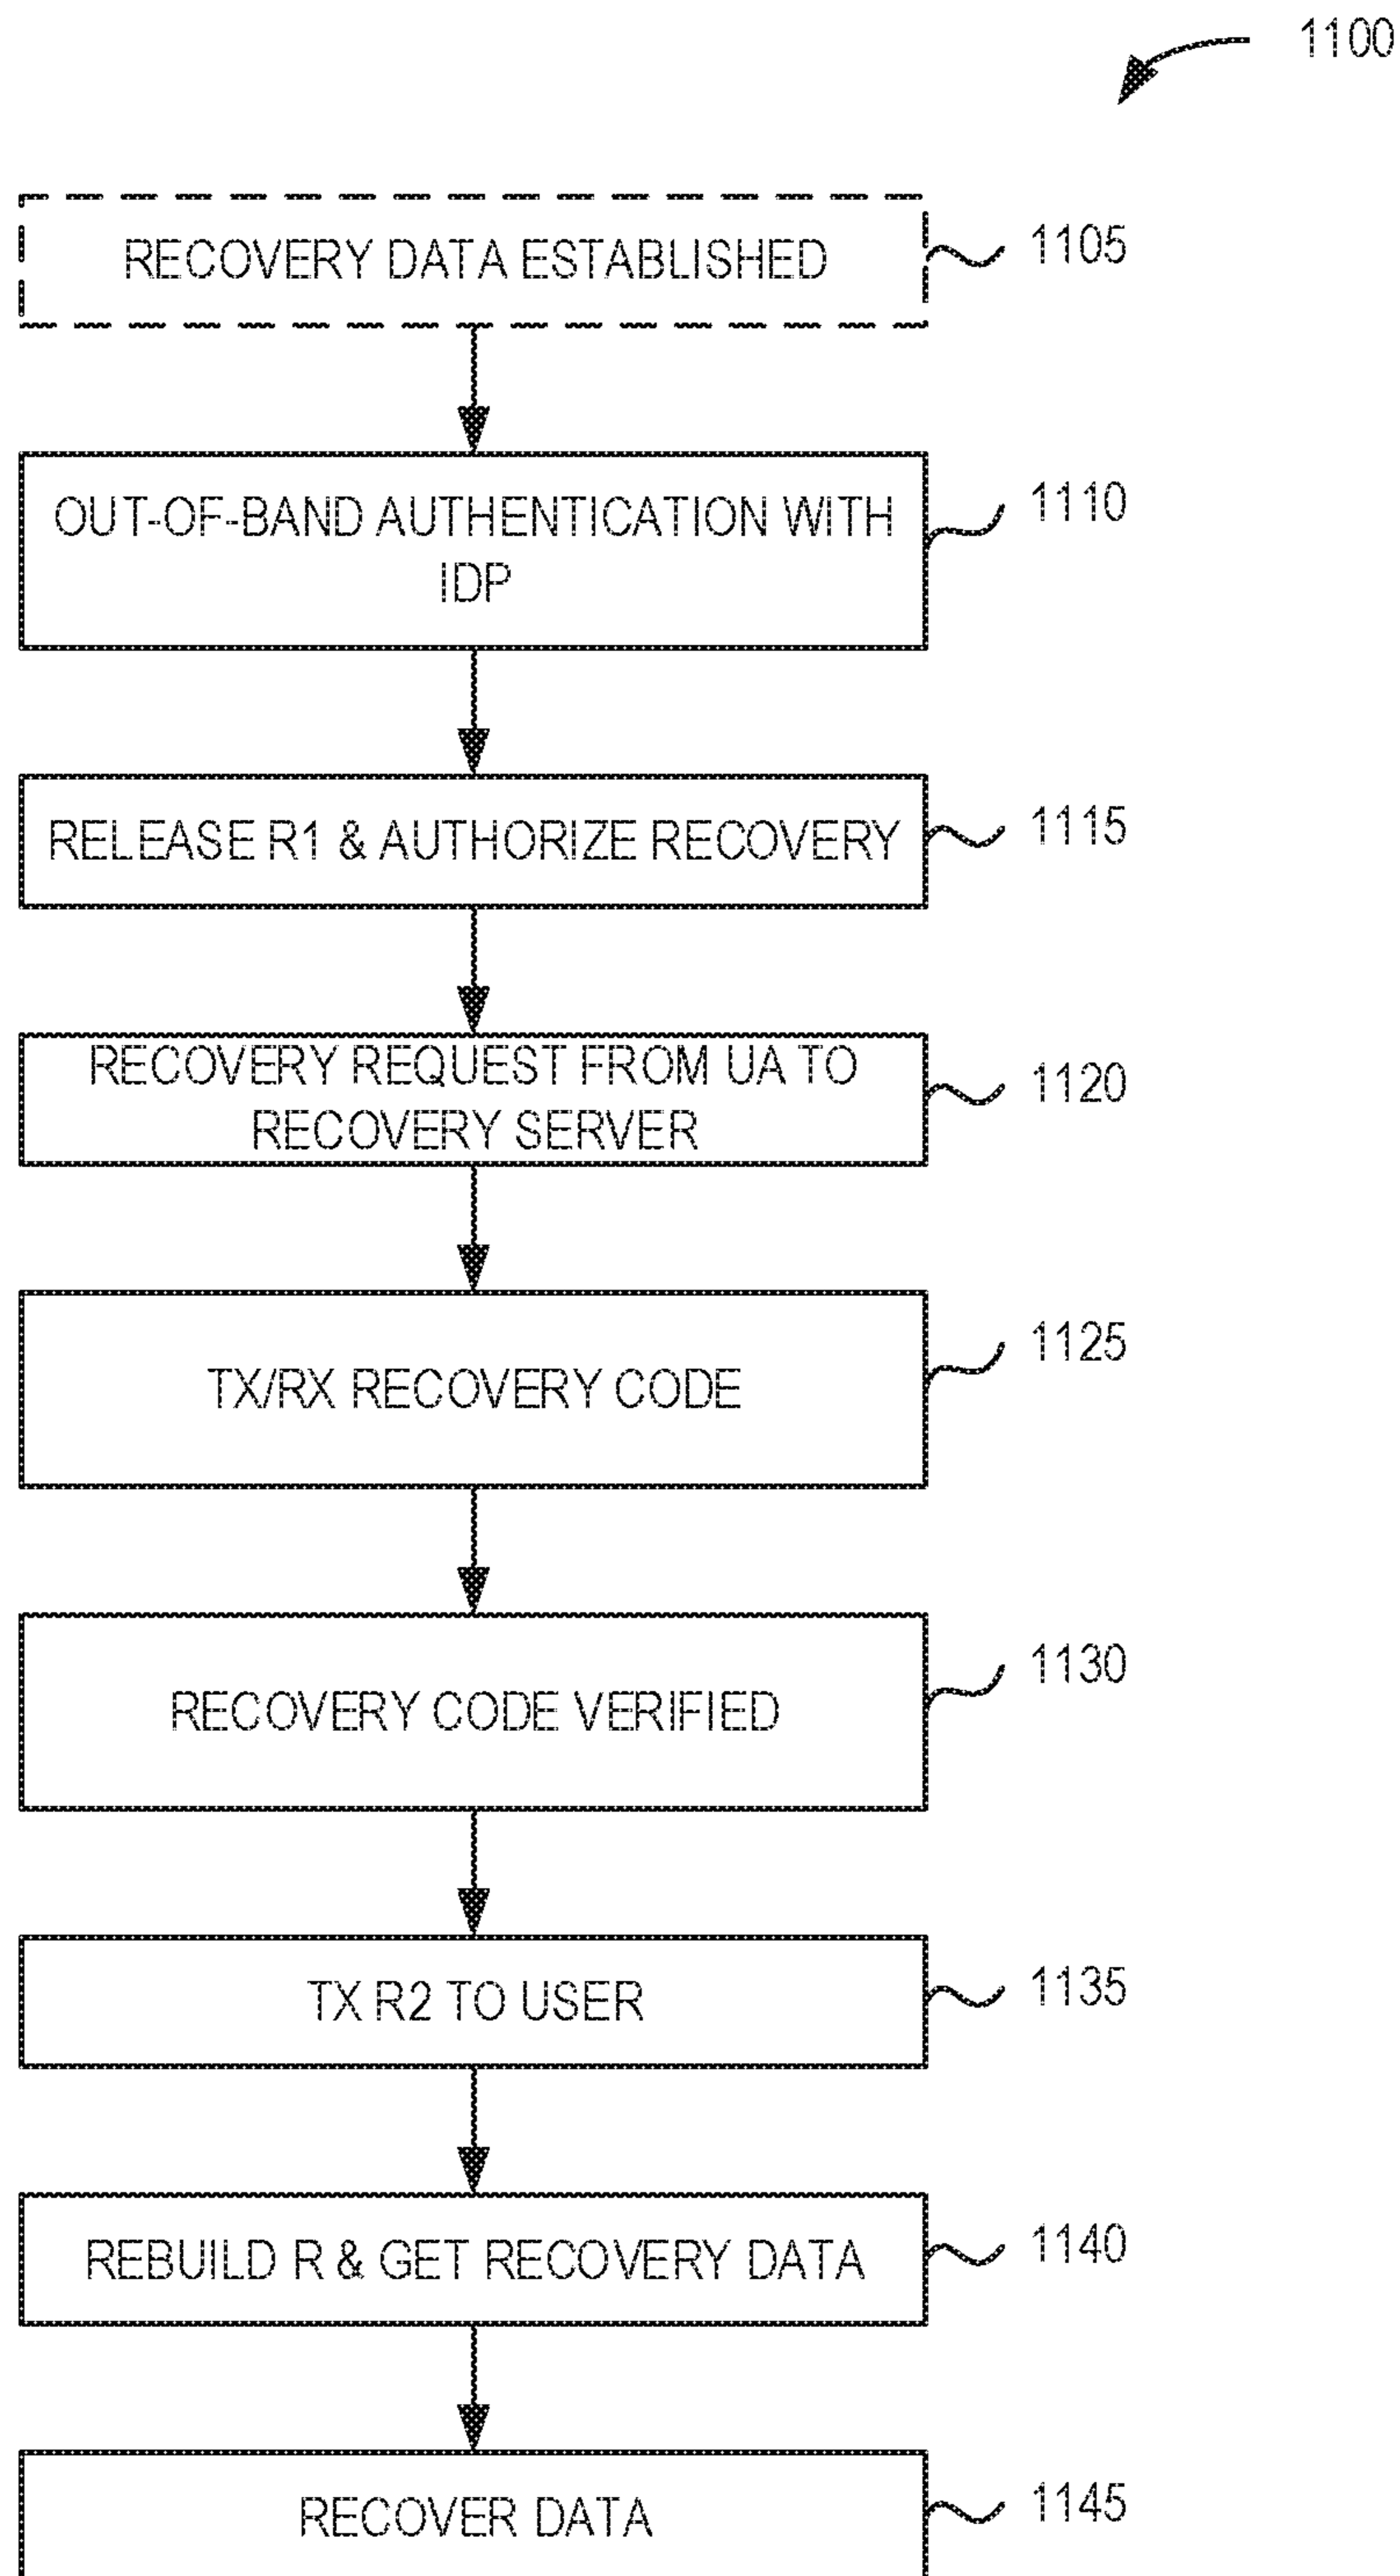 1100
RECOVERY DATA ESTABLISHED
1105
OUT-OF-BAND AUTHENTICATION WITH
IDP
1110
RELEASE R1 & AUTHORIZE RECOVERY
1115
RECOVERY REQUEST FROM UA TO
RECOVERY SERVER
1120
TX/RX RECOVERY CODE
1125
RECOVERY CODE VERIFIED
1130
TX R2 TO USER
1135
REBUILD R & GET RECOVERY DATA
1140
RECOVER DATA
1145